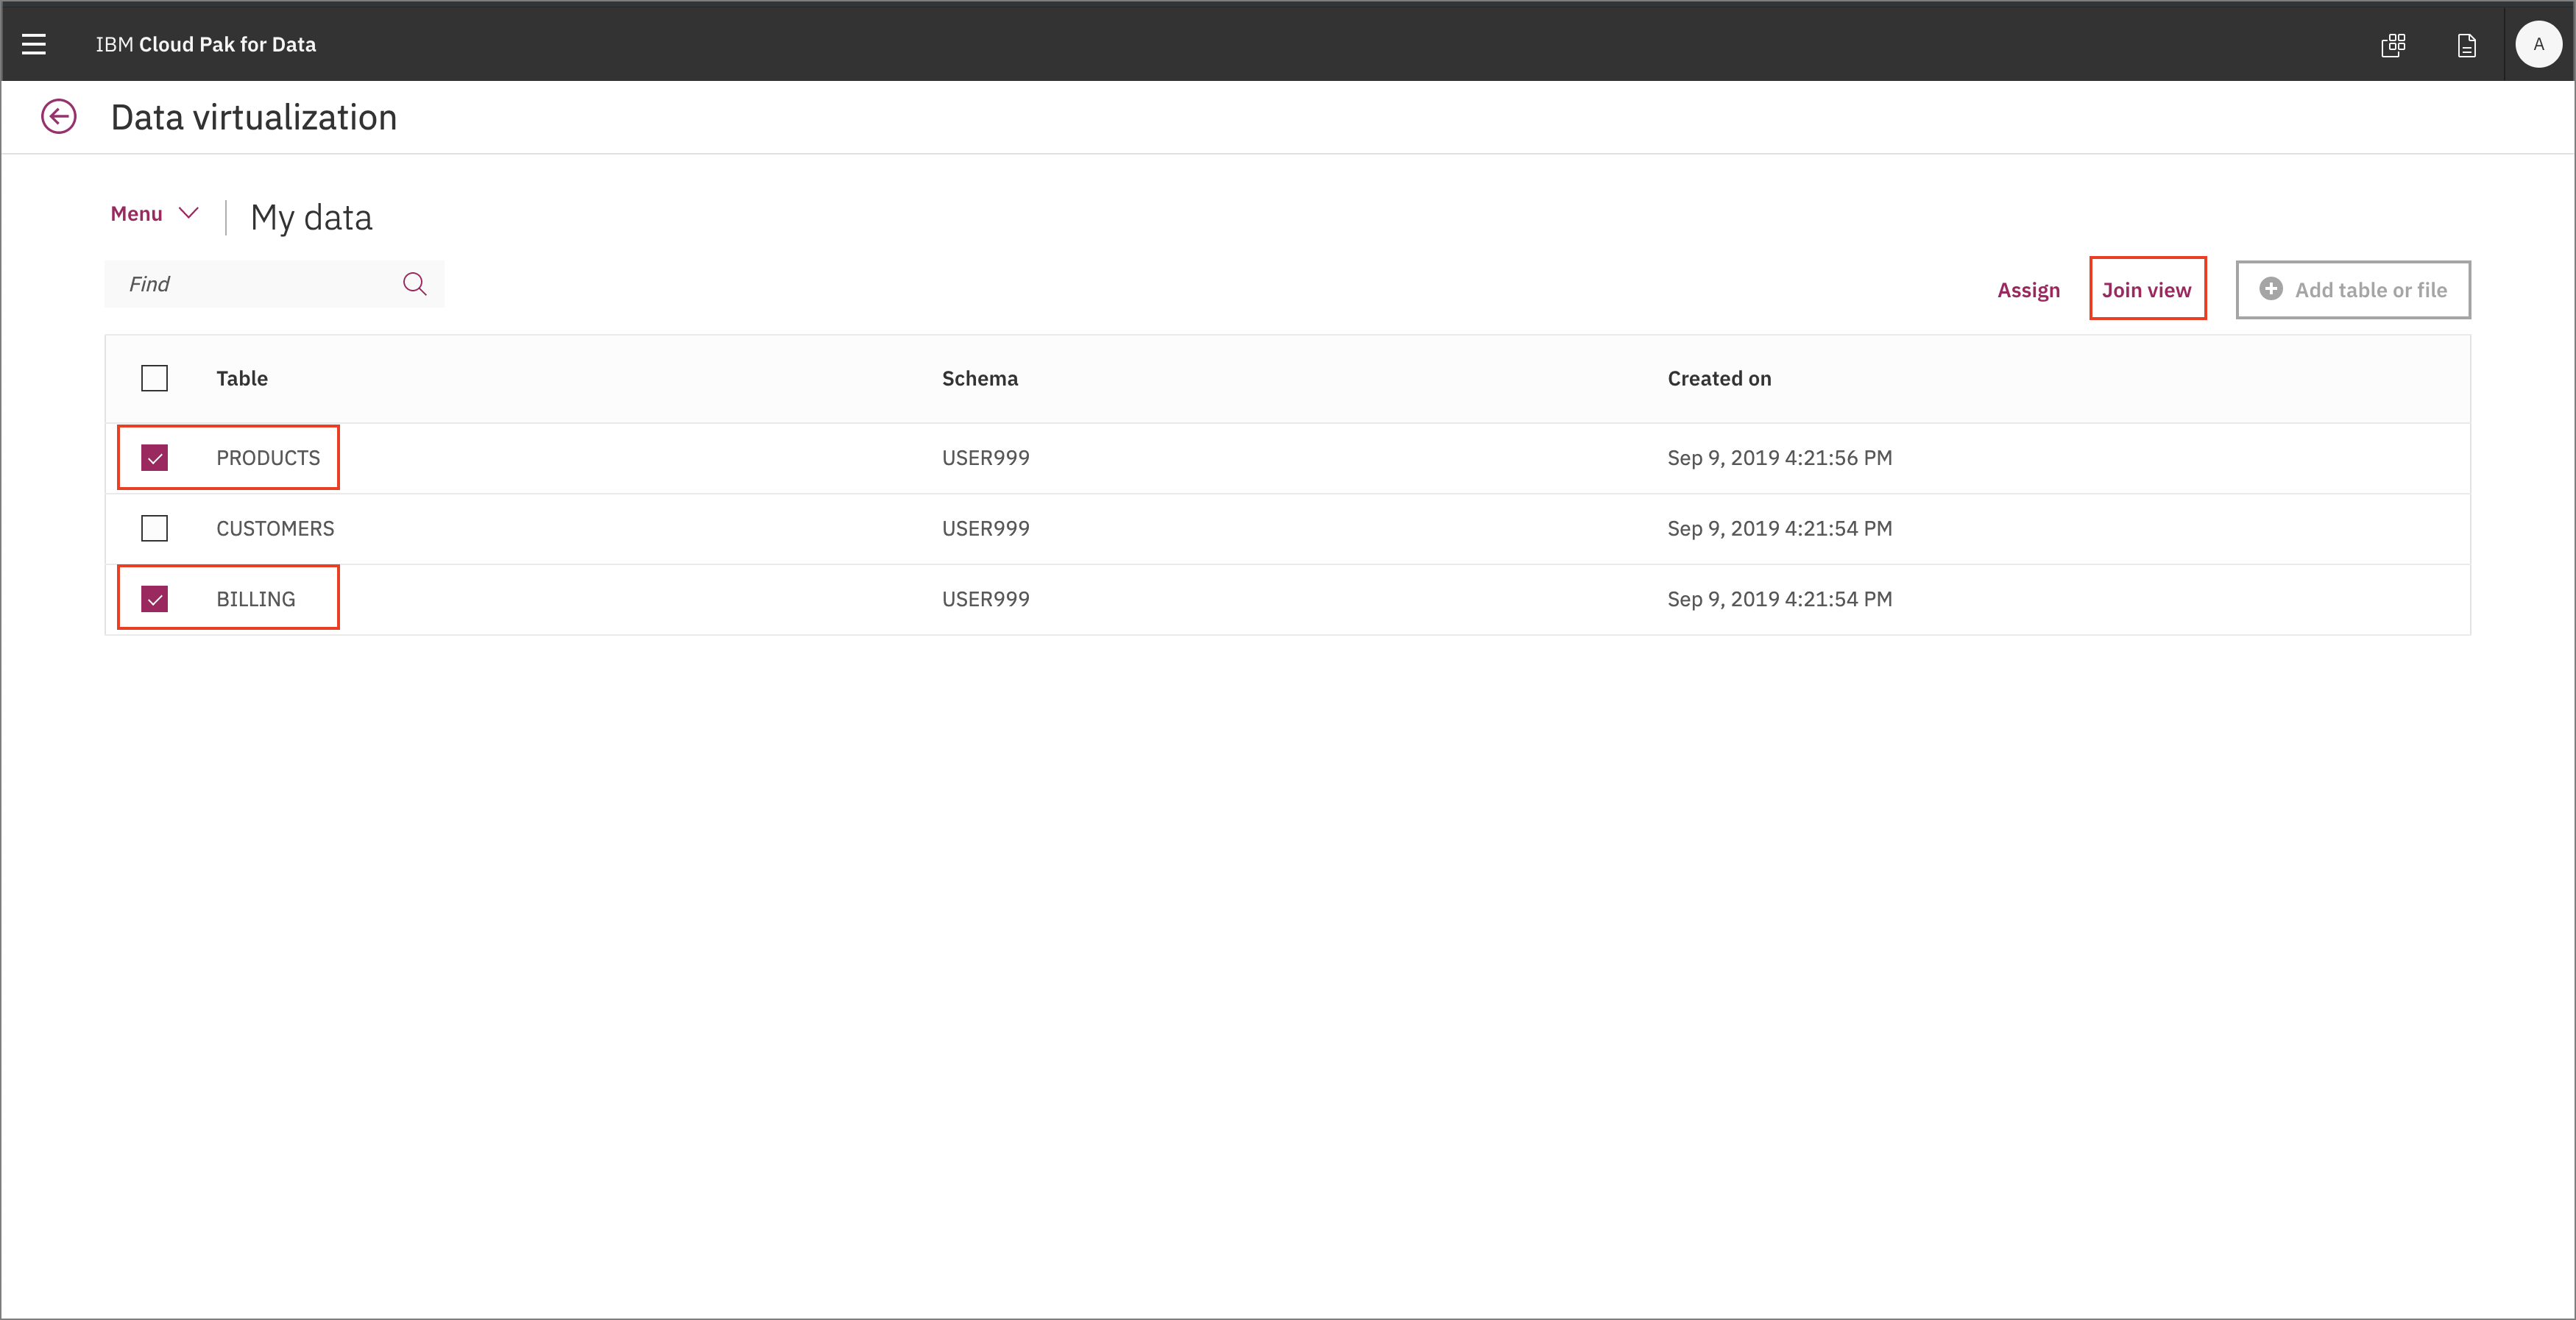 IBM Cloud Pak for Data
A
Data virtualization
Menu My data
Find
Assign Join view Add table or file
Table Schema Created on
PRODUCTS USER999 Sep 9, 2019 4:21:56 PM
CUSTOMERS USER999 Sep 9, 2019 4:21:54 PM
BILLING USER999 Sep 9, 2019 4:21:54 PM